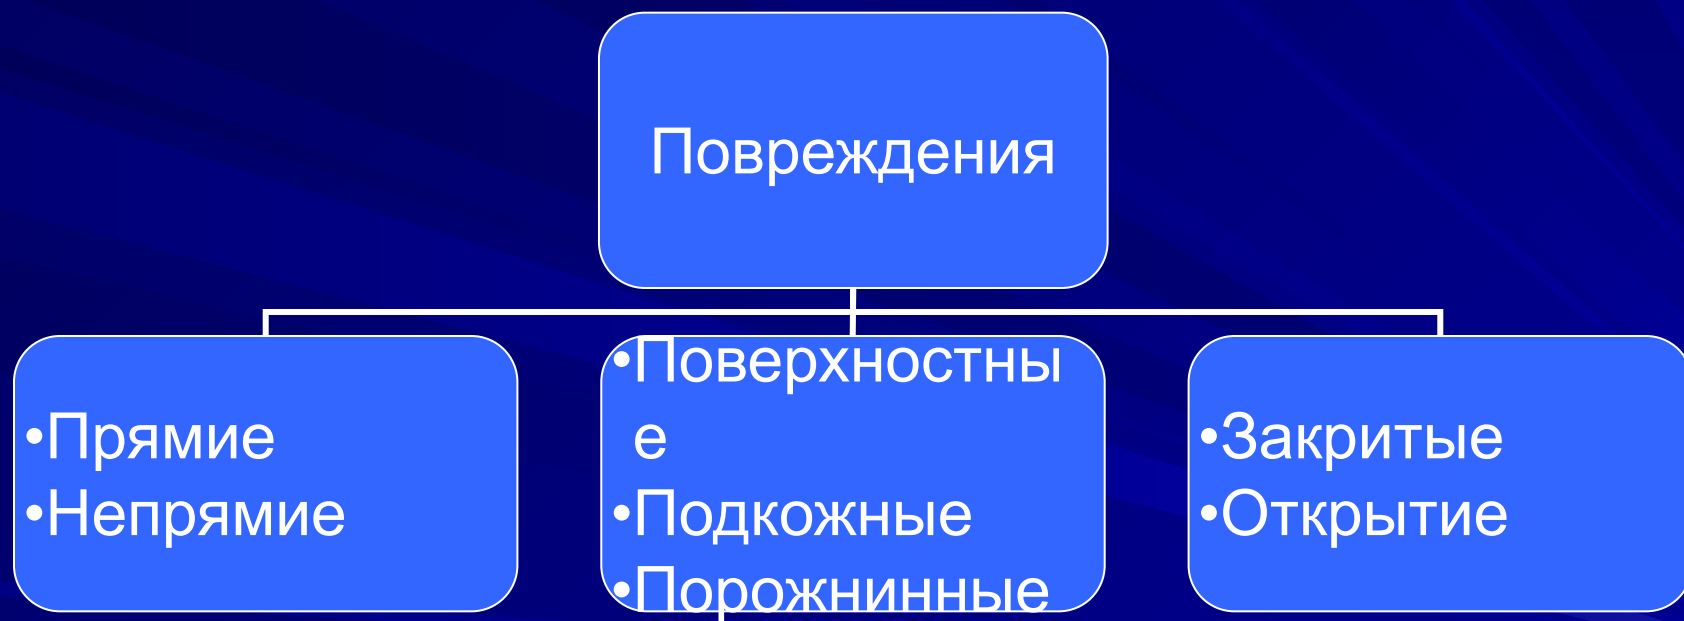 Повреждения
•Прямие
•Непрямие
•Поверхностны
е
•Подкожные
•Порожнинные
•Закритые
•Открытие